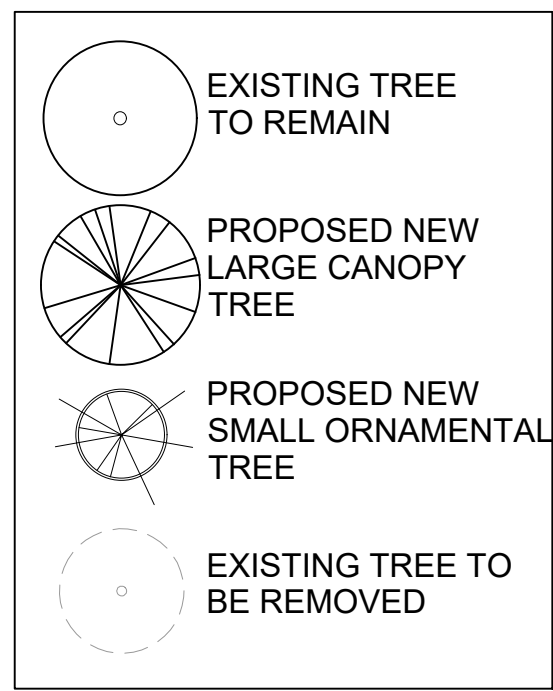 EXISTING TREE
TO REMAIN
PROPOSED NEW
LARGE CANOPY
TREE
PROPOSED NEW
SMALL ORNAMENTAL
TREE
EXISTING TREE TO
BE REMOVED